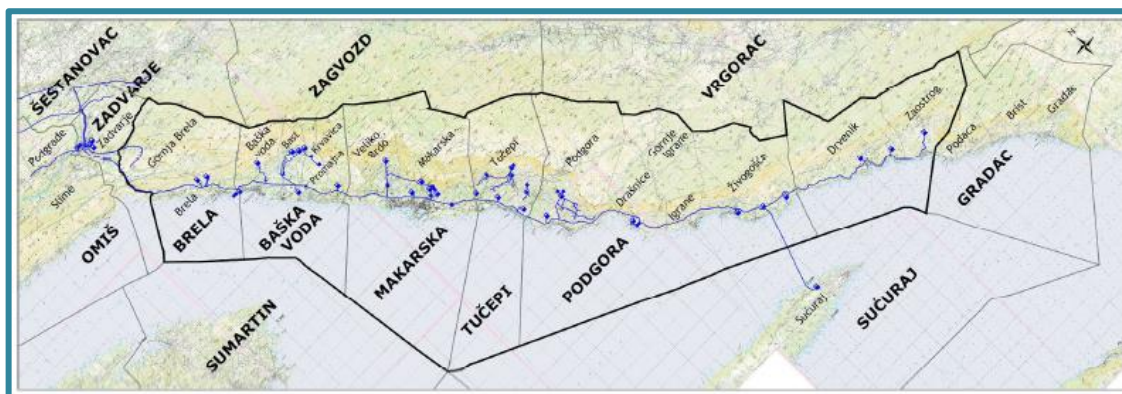 ŠESTANOVAC
ZADVARJE
Zadvarje
Podgrađe
Slime
OMIŠ
ZAGVOZD
VRGORAC
Gornja Brela
Brela
BRELA
Baška
Voda
Bast
Krvavica
Promajna
BAŠKA
VODA
Veliko
Brdo
Makarska
MAKARSKA
Tučepi
TUČEPI
Podgora
PODGORA
Drašnice
Gornje
Igrane
Igrane
Živogošće
Drvenik
Zaostrog
Podaca
Brist
Gradac
GRADAC
SUMARTIN
Sućuraj
SUĆURAJ
N